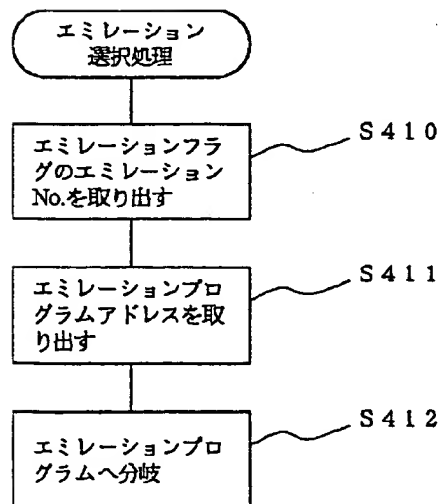 エミレーション
選択処理
エミレーションフラ
グのエミレーション
No.を取り出す
S410
エミレーションプロ
グラムアドレスを取
り出す
S411
エミレーションプロ
グラムへ分岐
S412